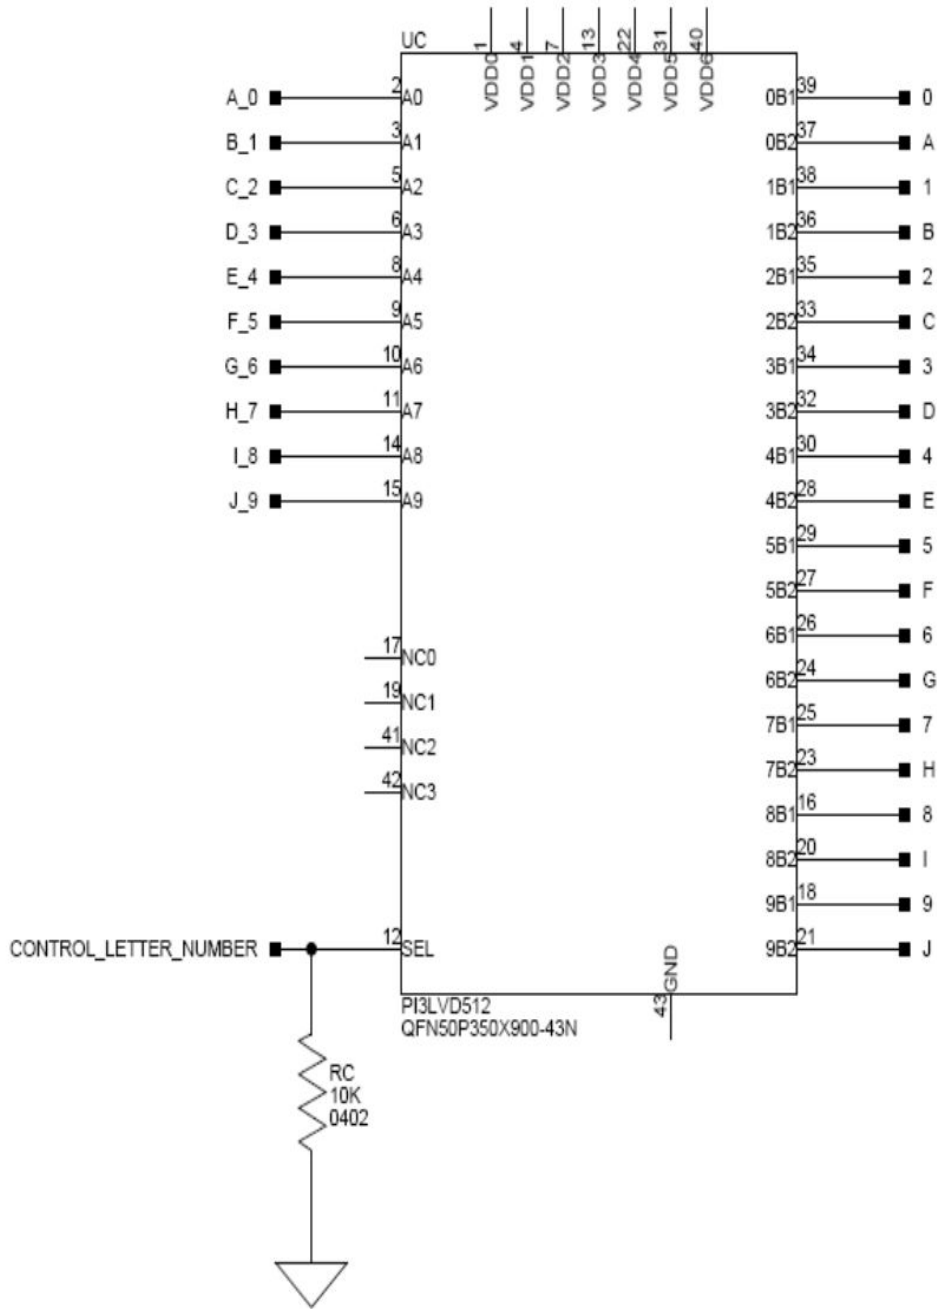 UC
1 VDD0
4 VDD1
7 VDD2
13 VDD3
22 VDD4
31 VDD5
40 VDD6
A_0 2 A0
B_1 3 A1
C_2 5 A2
D_3 6 A3
E_4 8 A4
F_5 9 A5
G_6 10 A6
H_7 11 A7
I_8 14 A8
J_9 15 A9
17 NC0
19 NC1
41 NC2
42 NC3
CONTROL_LETTER_NUMBER 12 SEL
0B1 39 0
0B2 37 A
1B1 38 1
1B2 36 B
2B1 35 2
2B2 33 C
3B1 34 3
3B2 32 D
4B1 30 4
4B2 28 E
5B1 29 5
5B2 27 F
6B1 26 6
6B2 24 G
7B1 25 7
7B2 23 H
8B1 16 8
8B2 20 I
9B1 18 9
9B2 21 J
43 GND
PI3LVD512
QFN50P350X900-43N
RC
10K
0402